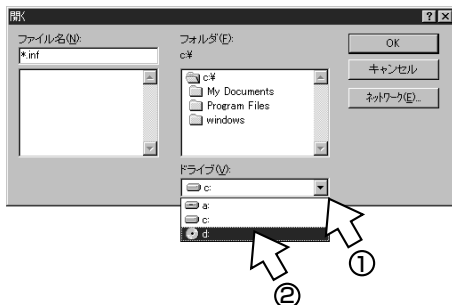 開く
ファイル名(N):
*.inf
フォルダ(F):
c:¥
c:¥
My Documents
Program Files
windows
ドライブ(V):
c:
a:
c:
d:
OK
キャンセル
ネットワーク(E)...
①
②